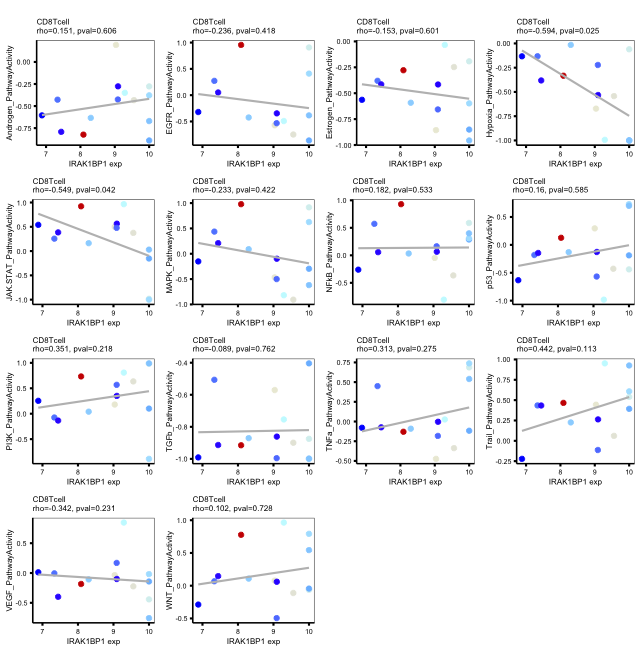 CD8Tcell
rho=0.151, pval=0.606
Androgen_PathwayActivity
0.00
-0.25
-0.50
-0.75
7
8
9
10
IRAK1BP1 exp
CD8Tcell
rho=-0.236, pval=0.418
EGFR_PathwayActivity
1.0
0.5
0.0
-0.5
7
8
9
10
IRAK1BP1 exp
CD8Tcell
rho=-0.153, pval=0.601
Estrogen_PathwayActivity
0.00
-0.25
-0.50
-0.75
-1.00
7
8
9
10
IRAK1BP1 exp
CD8Tcell
rho=-0.594, pval=0.025
Hypoxia_PathwayActivity
0.00
-0.25
-0.50
-0.75
-1.00
7
8
9
10
IRAK1BP1 exp
CD8Tcell
rho=-0.549, pval=0.042
JAK-STAT_PathwayActivity
1.0
0.5
0.0
-0.5
-1.0
7
8
9
10
IRAK1BP1 exp
CD8Tcell
rho=-0.233, pval=0.422
MAPK_PathwayActivity
1.0
0.5
0.0
-0.5
-1.0
7
8
9
10
IRAK1BP1 exp
CD8Tcell
rho=0.182, pval=0.533
NFkB_PathwayActivity
1.0
0.5
0.0
-0.5
7
8
9
10
IRAK1BP1 exp
CD8Tcell
rho=0.16, pval=0.585
p53_PathwayActivity
0.5
0.0
-0.5
-1.0
7
8
9
10
IRAK1BP1 exp
CD8Tcell
rho=0.351, pval=0.218
PI3K_PathwayActivity
1.0
0.5
0.0
-0.5
7
8
9
10
IRAK1BP1 exp
CD8Tcell
rho=-0.089, pval=0.762
TGFb_PathwayActivity
-0.4
-0.6
-0.8
-1.0
7
8
9
10
IRAK1BP1 exp
CD8Tcell
rho=0.313, pval=0.275
TNFa_PathwayActivity
0.75
0.50
0.25
0.00
-0.25
-0.50
7
8
9
10
IRAK1BP1 exp
CD8Tcell
rho=0.442, pval=0.113
Trail_PathwayActivity
0.75
0.50
0.25
0.00
-0.25
7
8
9
10
IRAK1BP1 exp
CD8Tcell
rho=-0.342, pval=0.231
VEGF_PathwayActivity
0.5
0.0
-0.5
7
8
9
10
IRAK1BP1 exp
CD8Tcell
rho=0.102, pval=0.728
WNT_PathwayActivity
1.0
0.5
0.0
-0.5
7
8
9
10
IRAK1BP1 exp